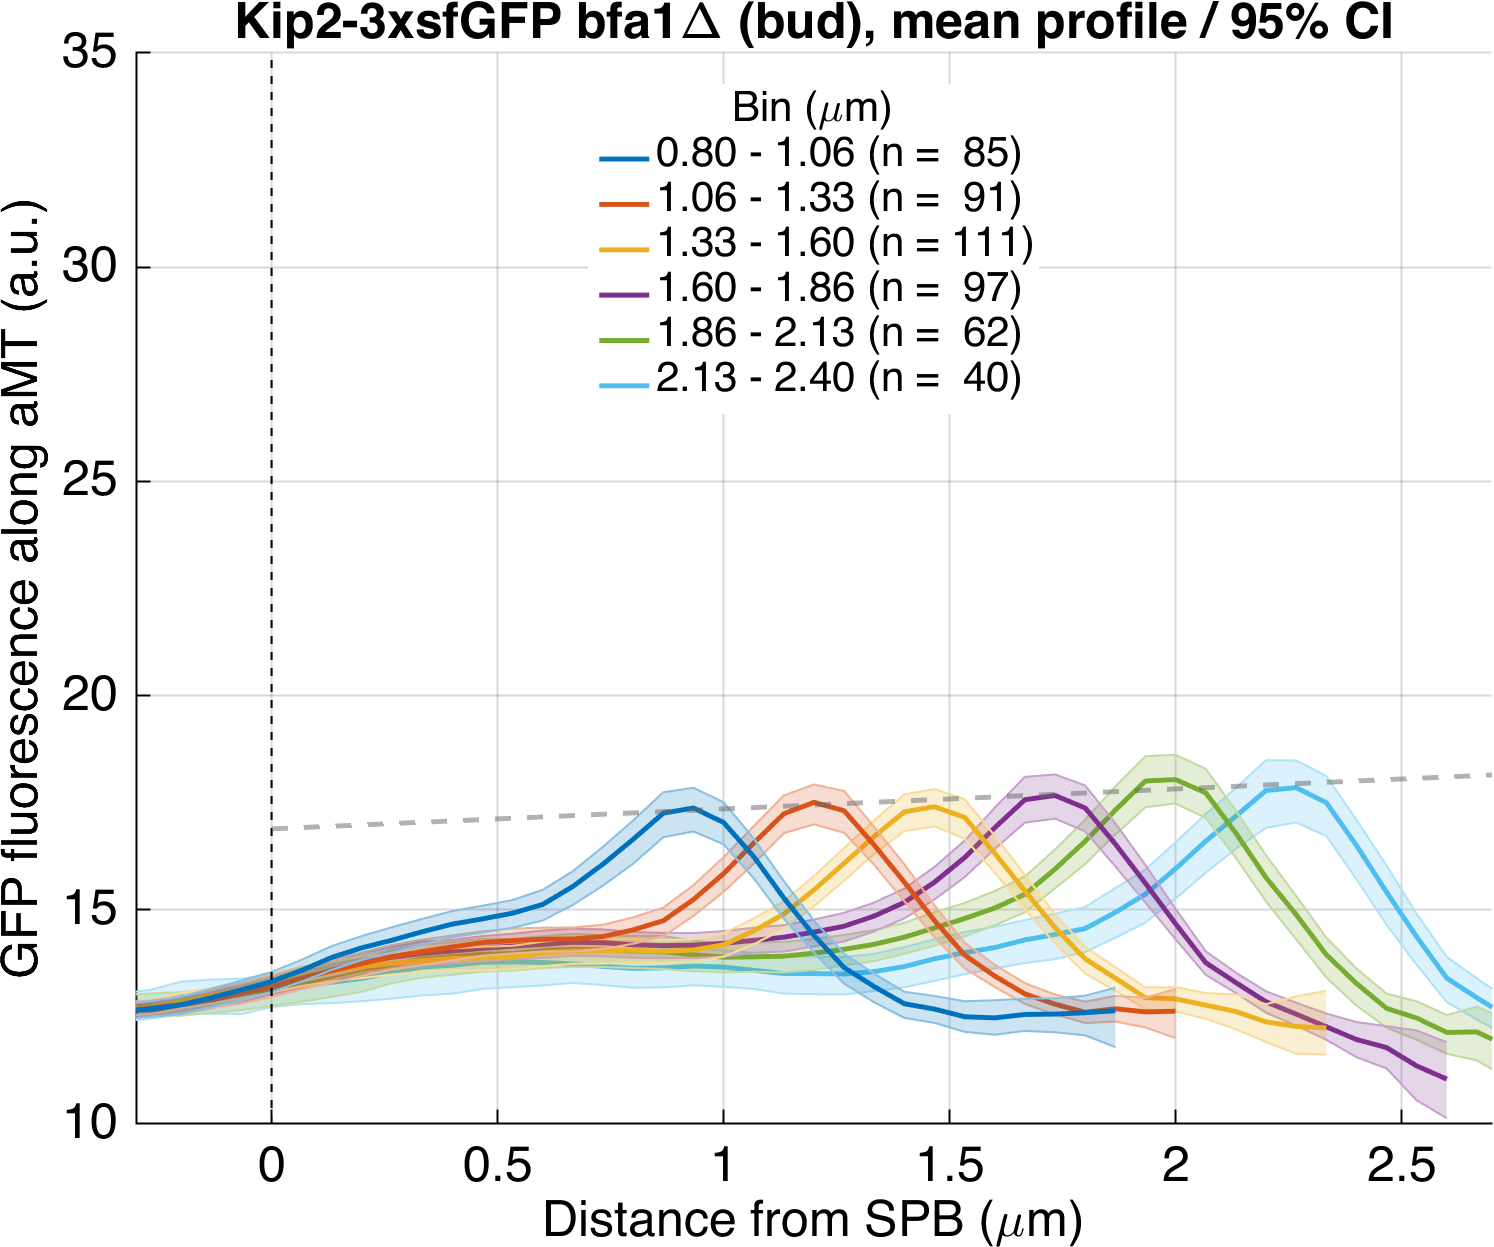 Kip2-3xsfGFP bfa1Δ (bud), mean profile / 95% CI
GFP fluorescence along aMT (a.u.)
35
30
25
20
15
10
Bin (μm)
0.80 - 1.06 (n = 85)
1.06 - 1.33 (n = 91)
1.33 - 1.60 (n = 111)
1.60 - 1.86 (n = 97)
1.86 - 2.13 (n = 62)
2.13 - 2.40 (n = 40)
0 0.5 1 1.5 2 2.5
Distance from SPB (μm)